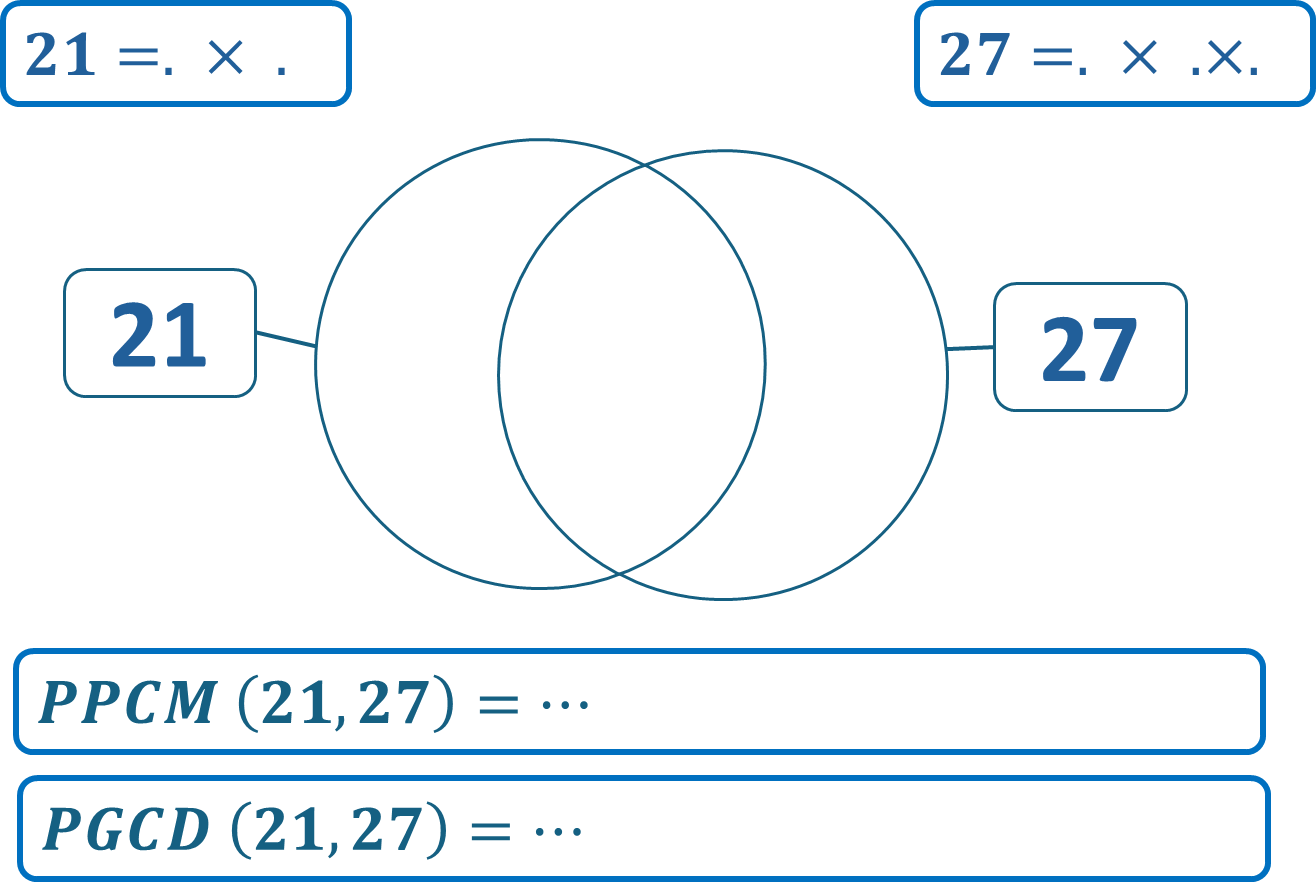 21 =. × .
27 =. × .×.
21
27
PPCM (21, 27) = ⋯
PGCD (21, 27) = ⋯